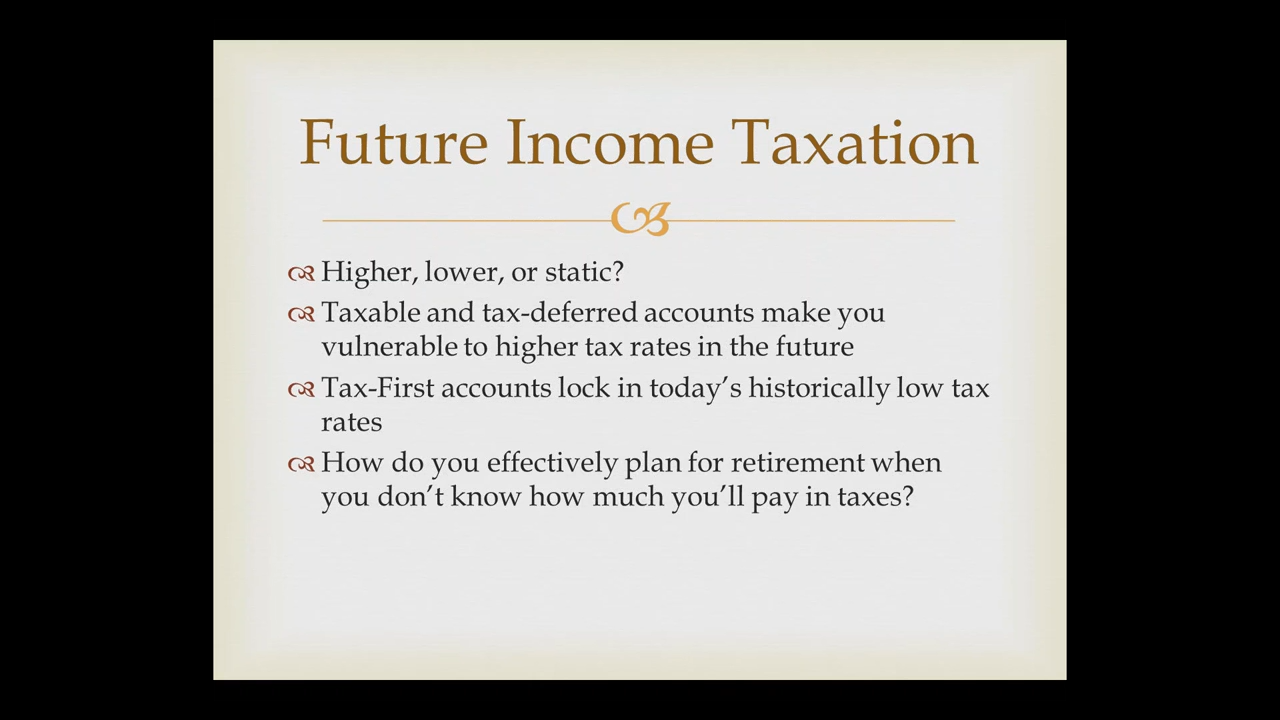 Future Income Taxation
Higher, lower, or static?
Taxable and tax-deferred accounts make you
vulnerable to higher tax rates in the future
Tax-First accounts lock in today’s historically low tax
rates
How do you effectively plan for retirement when
you don’t know how much you’ll pay in taxes?